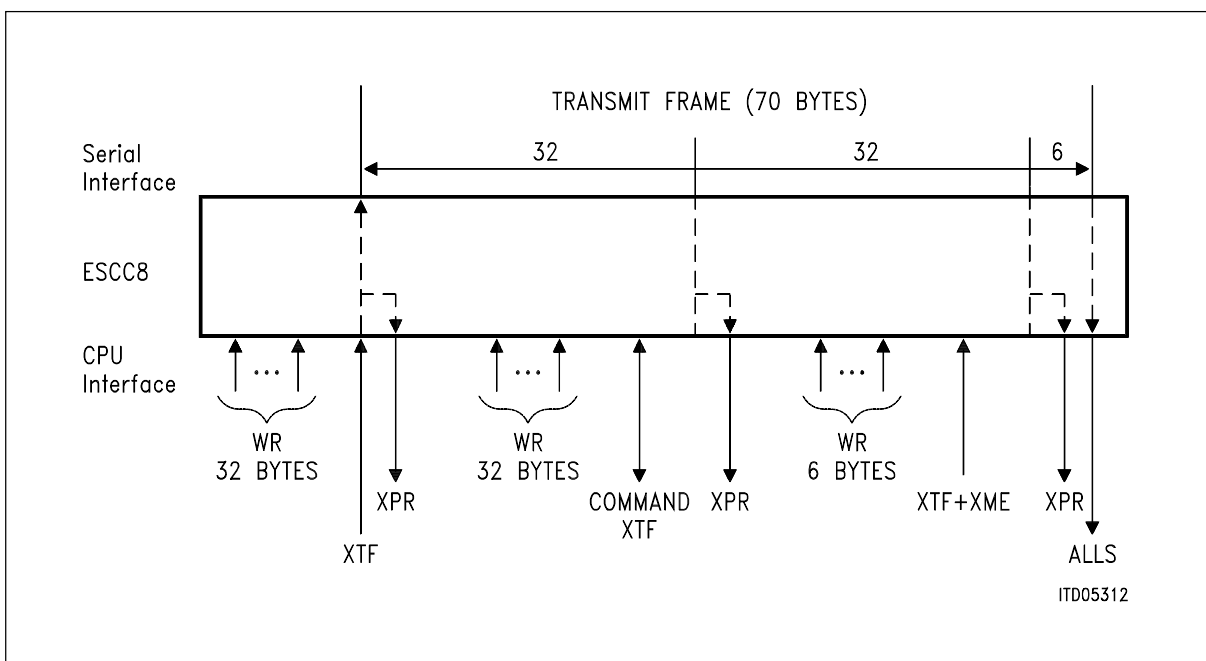 TRANSMIT FRAME (70 BYTES)
Serial
Interface
32
32
6
ESCC8
CPU
Interface
...
...
...
WR
32 BYTES
XPR
XTF
WR
32 BYTES
COMMAND
XTF
XPR
WR
6 BYTES
XTF+XME
XPR
ALLS
ITD05312